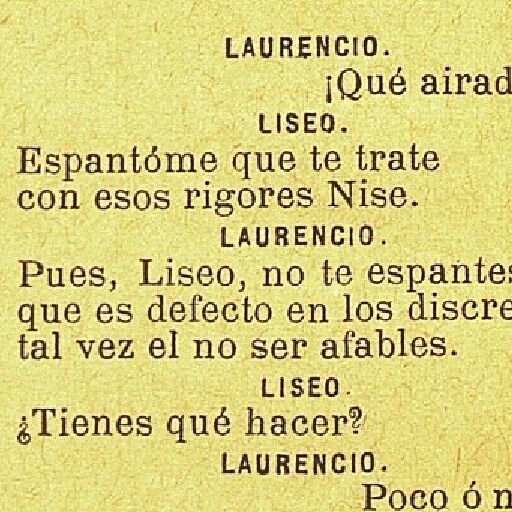 LAURENCIO.
¡Qué airad
LISEO.
Espantóme que te trate
con esos rigores Nise.
LAURENCIO.
Pues, Liseo, no te espantes
que es defecto en los discre
tal vez el no ser afables.
LISEO.
¿Tienes qué hacer?
LAURENCIO.
Poco ó